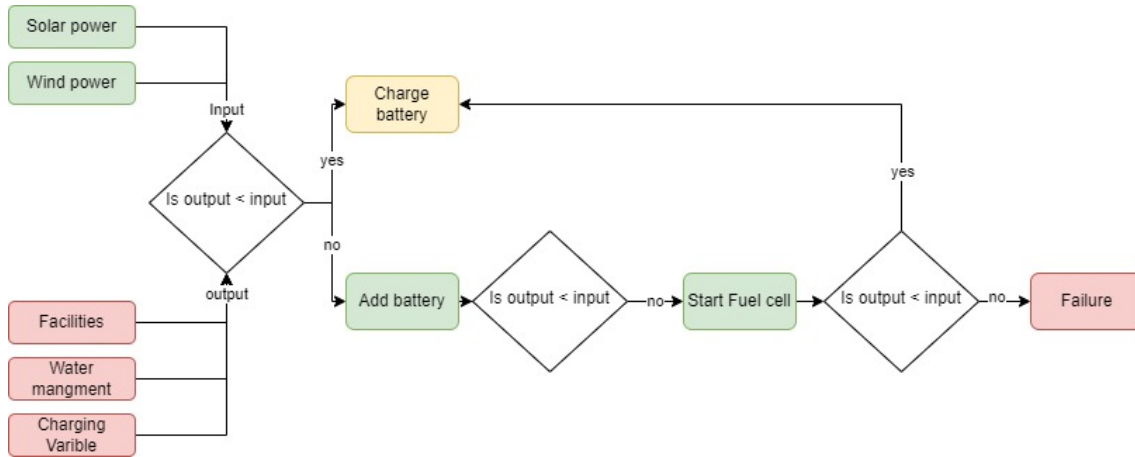 Solar power
Wind power
Input
Charge
battery
yes
yes
Is output < input
no
output
Add battery
Is output < input
no
Start Fuel cell
Is output < input
no
Failure
Facilities
Water
mangment
Charging
Varible